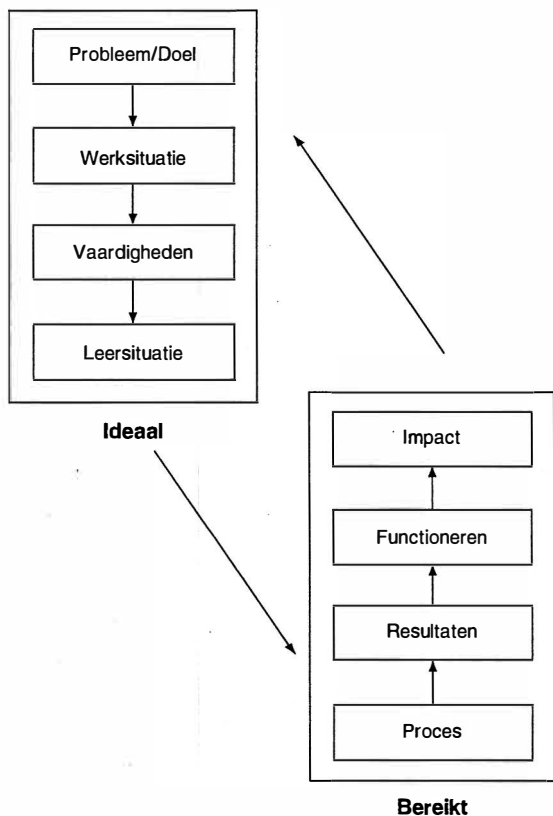 Probleem/Doel
Werksituatie
Vaardigheden
Leersituatie
Ideaal
Impact
Functioneren
Resultaten
Proces
Bereikt